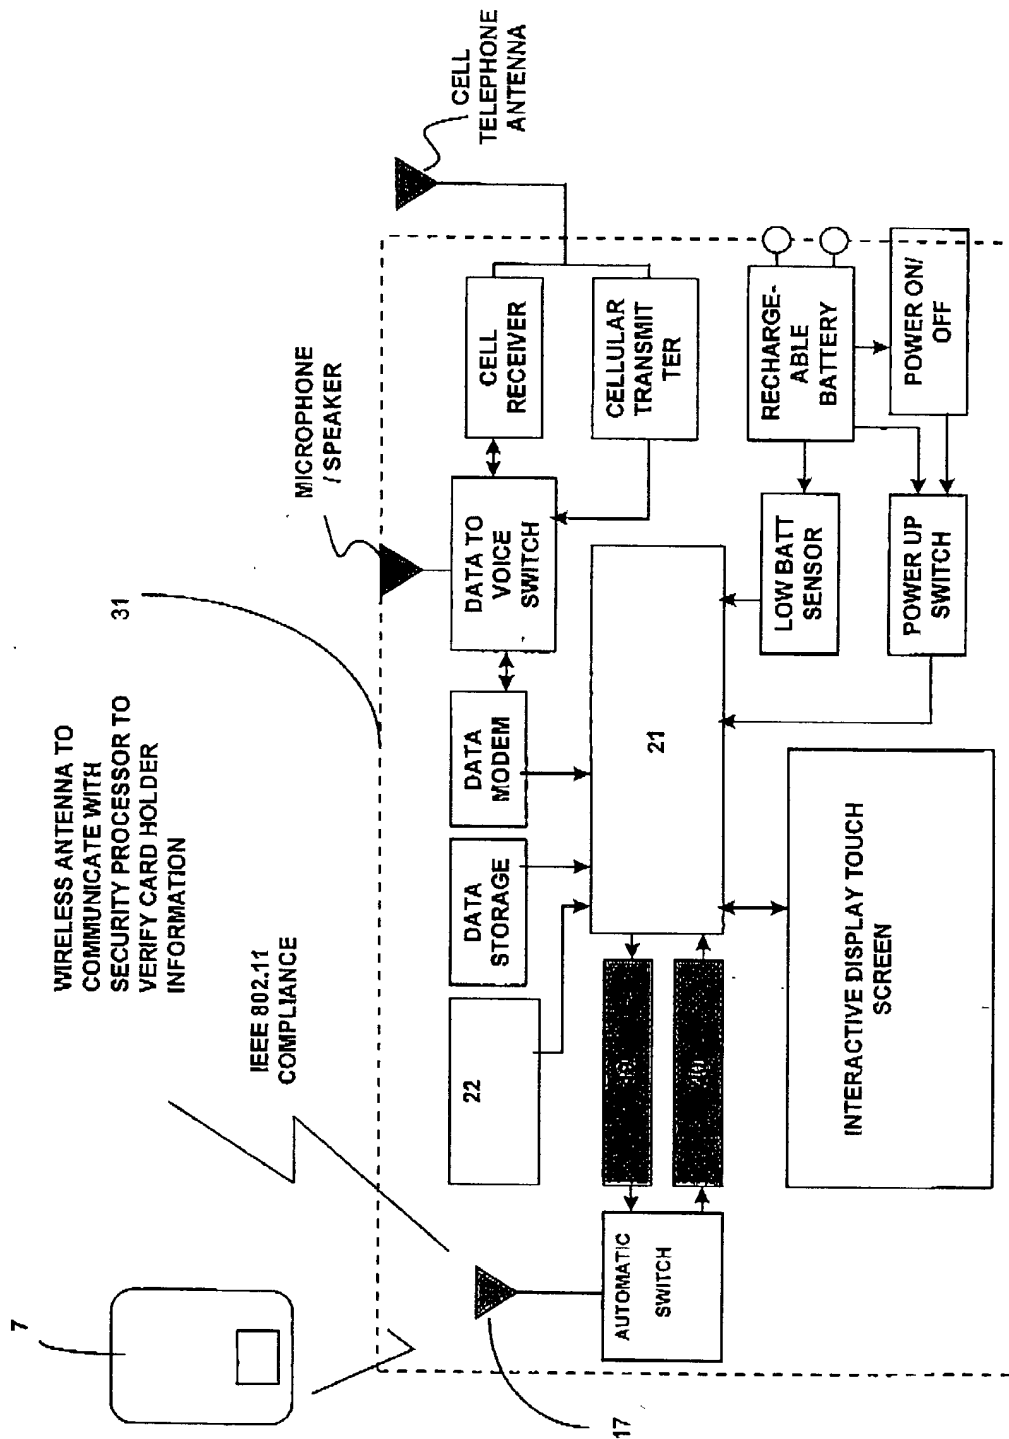 7
WIRELESS ANTENNA TO
COMMUNICATE WITH
SECURITY PROCESSOR TO
VERIFY CARD HOLDER
INFORMATION
31
IEEE 802.11
COMPLIANCE
MICROPHONE
/ SPEAKER
CELL
TELEPHONE
ANTENNA
17
22
DATA
STORAGE
DATA
MODEM
DATA TO
VOICE
SWITCH
CELL
RECEIVER
CELLULAR
TRANSMIT
TER
AUTOMATIC
SWITCH
21
LOW BATT
SENSOR
RECHARGE-
ABLE
BATTERY
POWER UP
SWITCH
POWER ON/
OFF
INTERACTIVE DISPLAY TOUCH
SCREEN